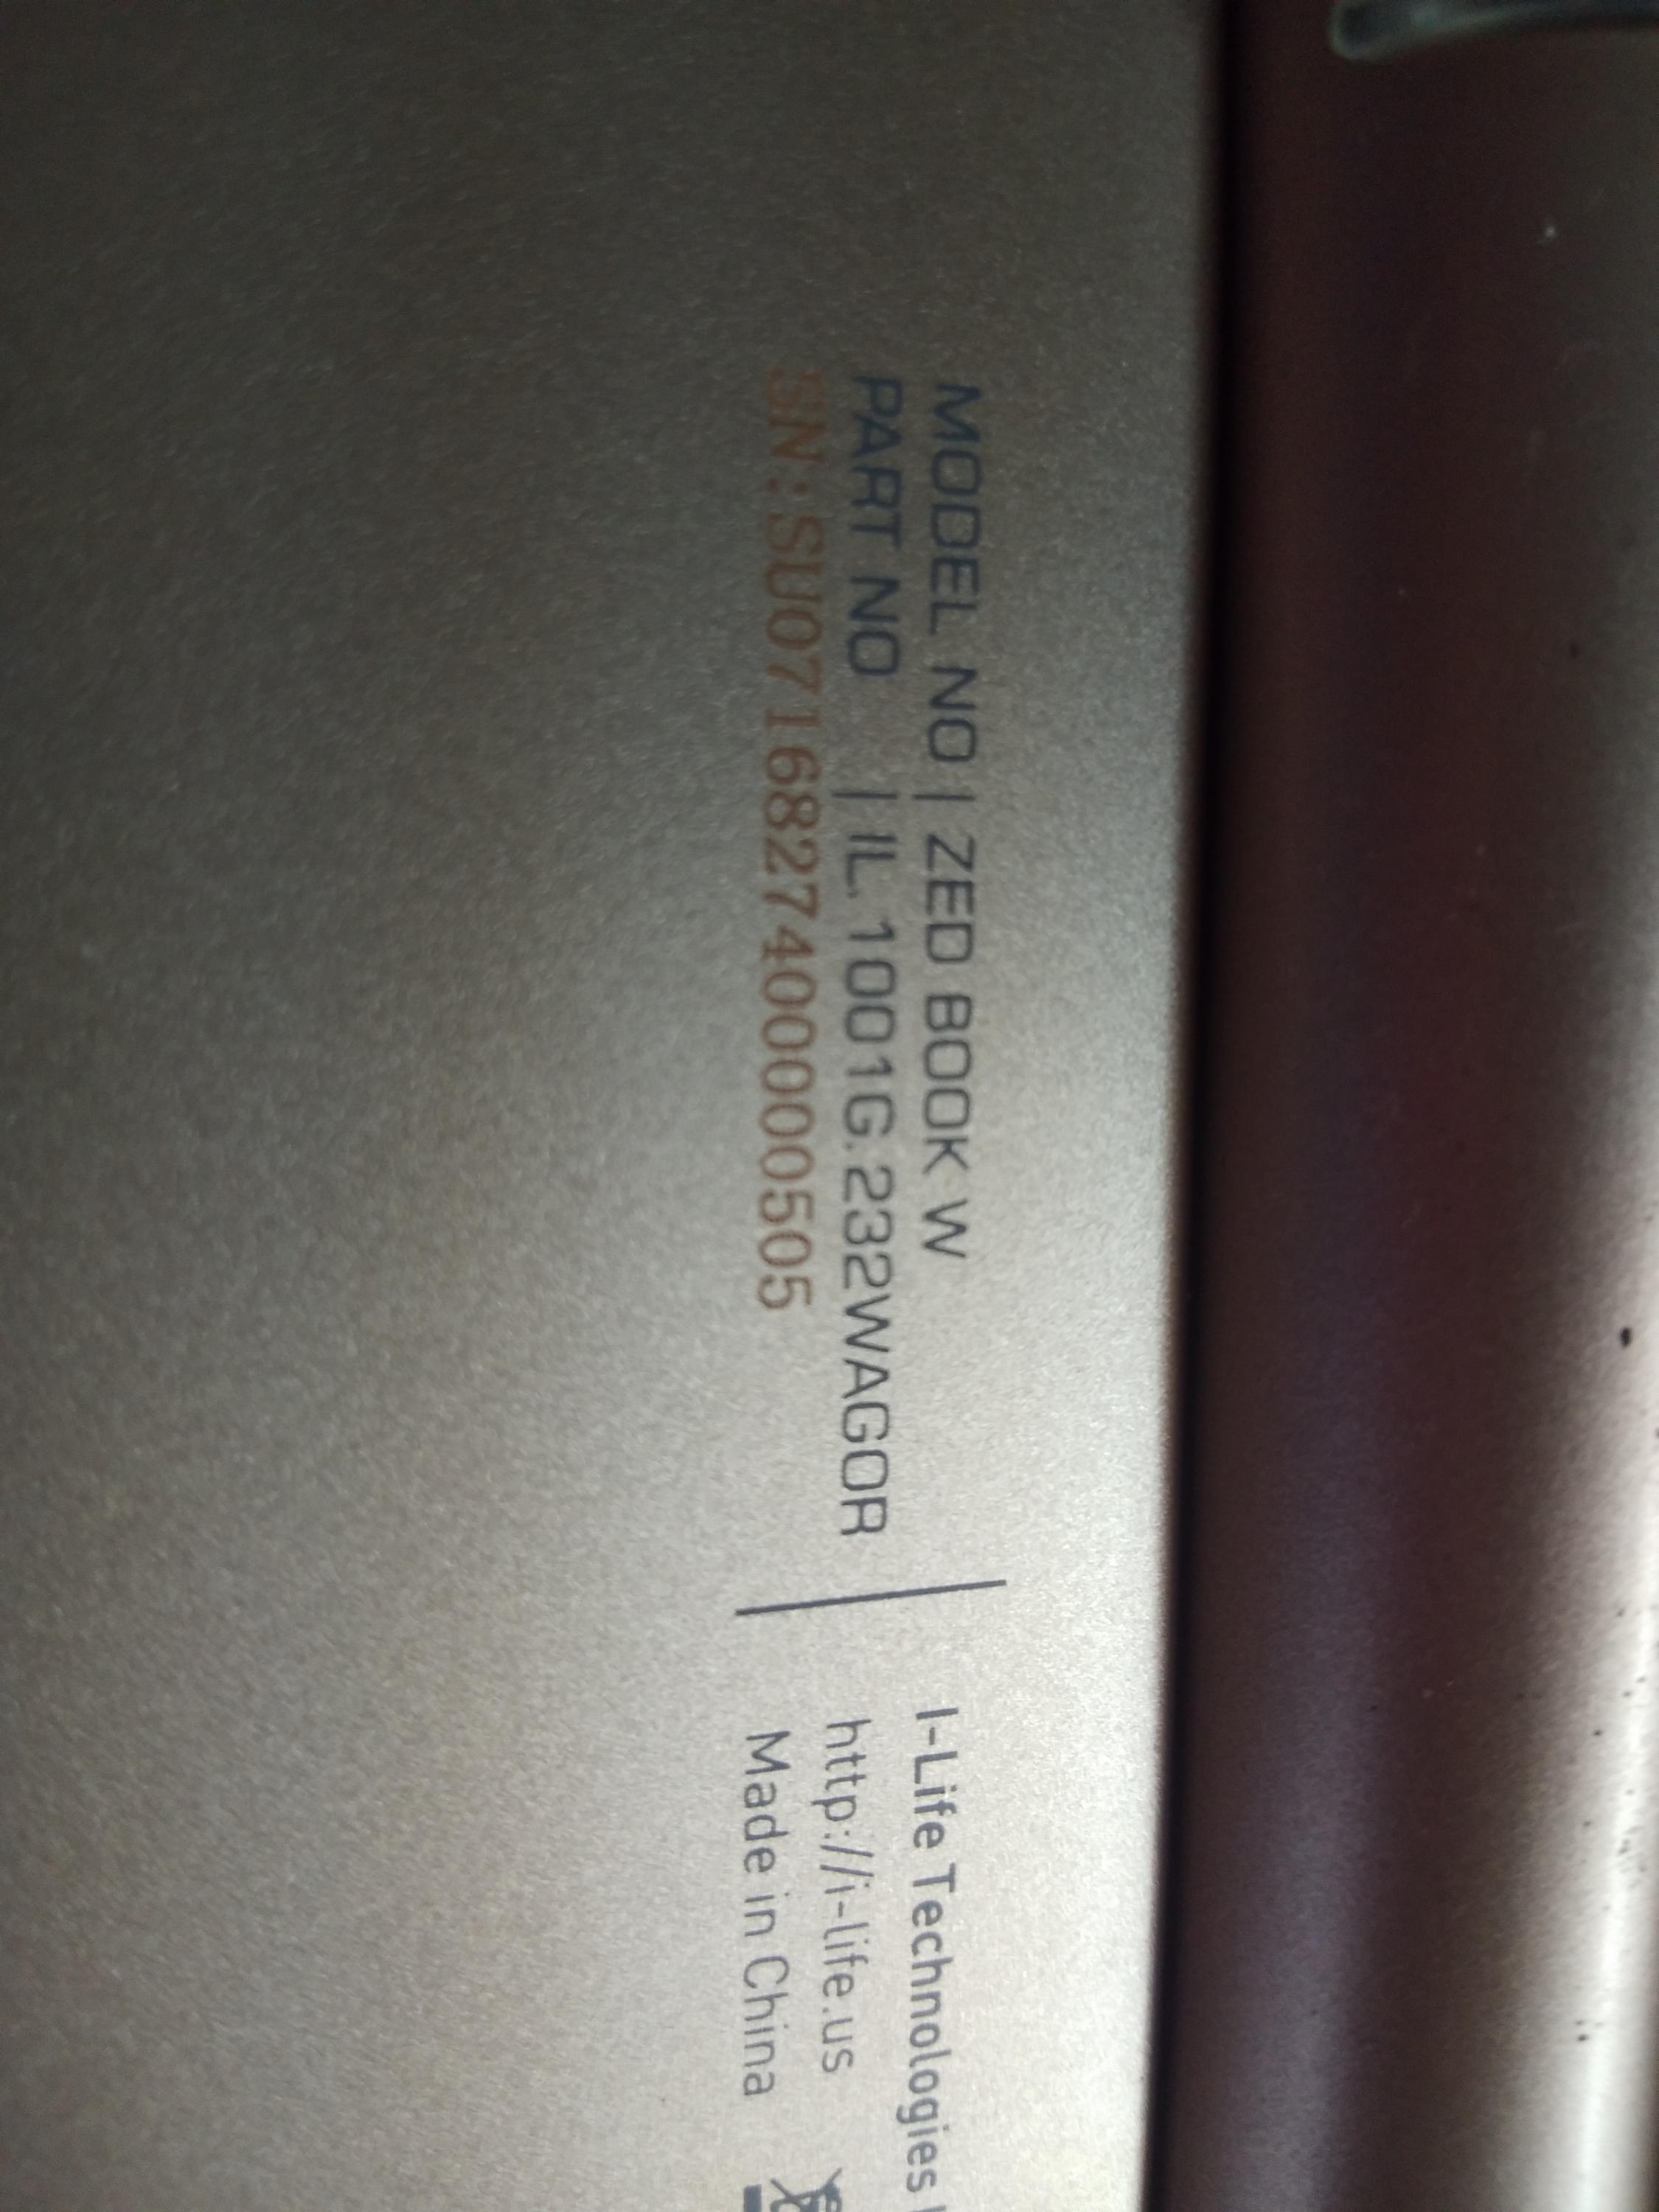 MODEL NO | ZED BOOK W
PART NO | IL.1001G.232WAGOR
SN:SU0716827400000505
I-Life Technologies
http://i-life.us
Made in China